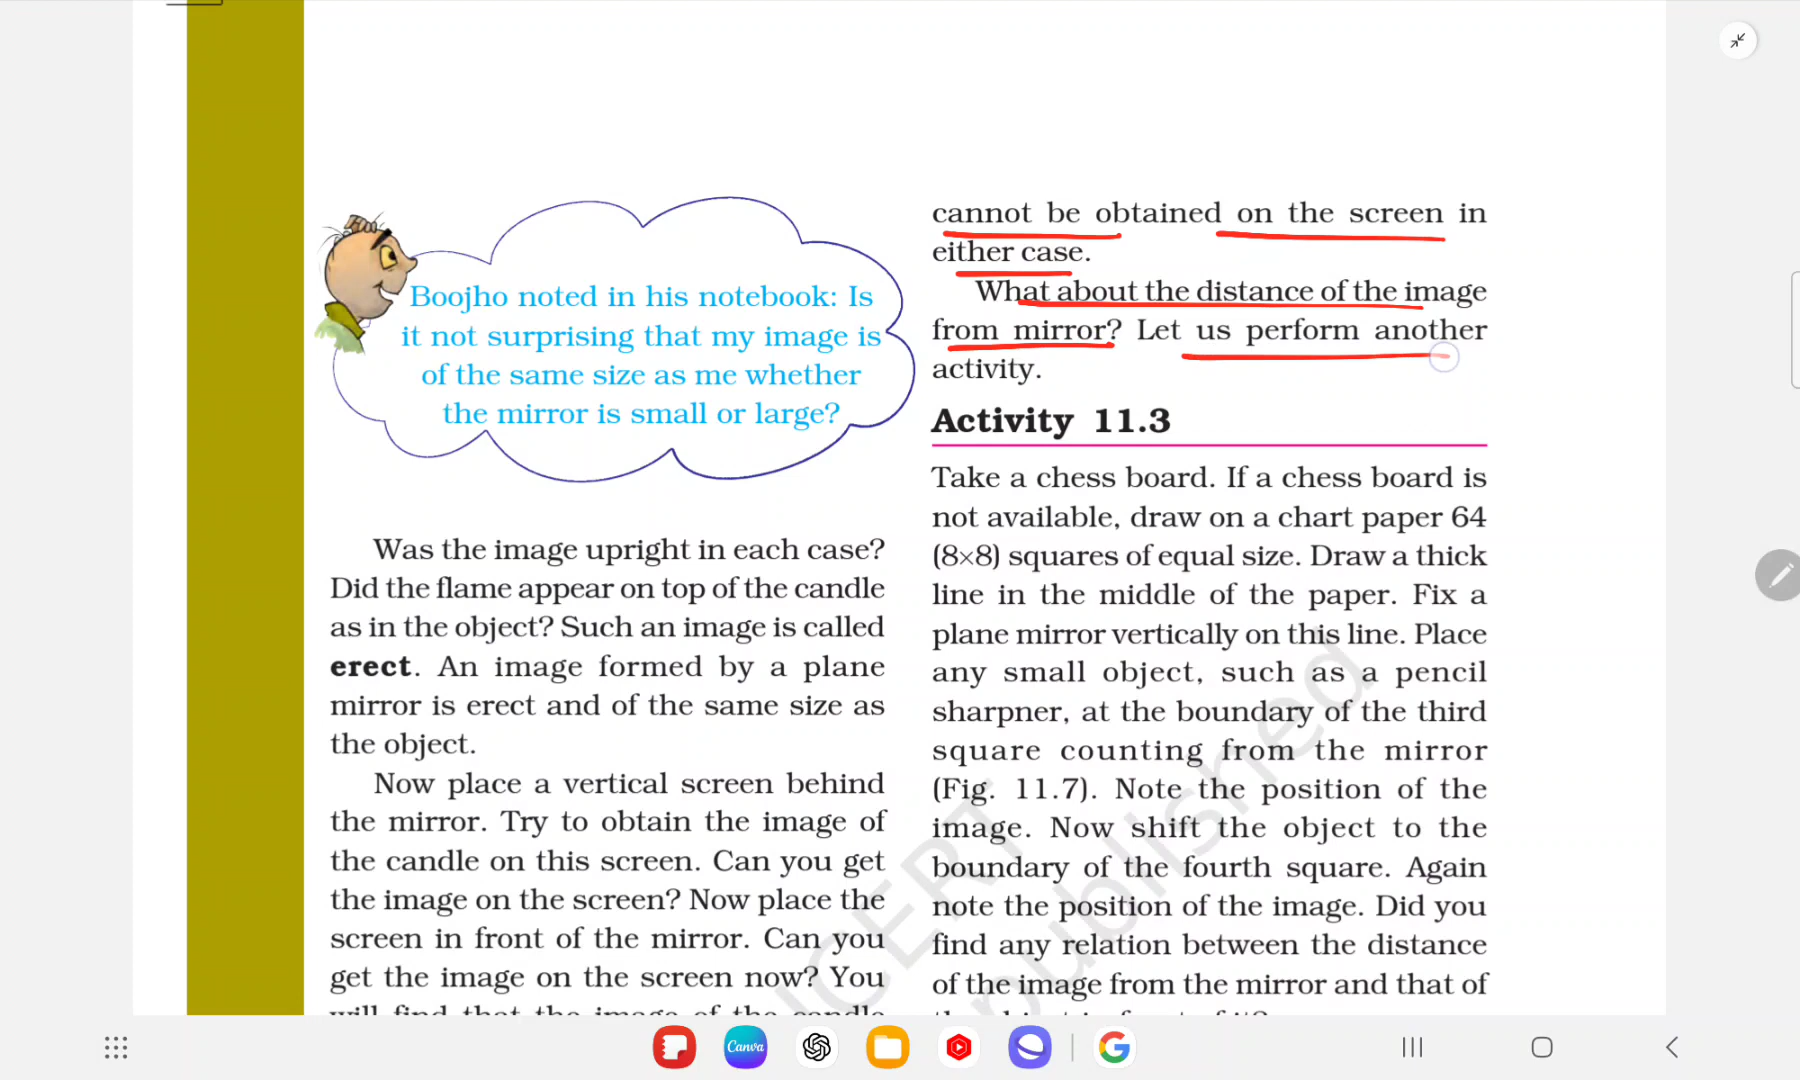 Boojho noted in his notebook: Is
it not surprising that my image is
of the same size as me whether
the mirror is small or large?
Was the image upright in each case?
Did the flame appear on top of the candle
as in the object? Such an image is called
erect. An image formed by a plane
mirror is erect and of the same size as
the object.
Now place a vertical screen behind
the mirror. Try to obtain the image of
the candle on this screen. Can you get
the image on the screen? Now place the
screen in front of the mirror. Can you
get the image on the screen now? You
will find that the image of the candle
cannot be obtained on the screen in
either case.
What about the distance of the image
from mirror? Let us perform another
activity.
Activity 11.3
Take a chess board. If a chess board is
not available, draw on a chart paper 64
(8×8) squares of equal size. Draw a thick
line in the middle of the paper. Fix a
plane mirror vertically on this line. Place
any small object, such as a pencil
sharpner, at the boundary of the third
square counting from the mirror
(Fig. 11.7). Note the position of the
image. Now shift the object to the
boundary of the fourth square. Again
note the position of the image. Did you
find any relation between the distance
of the image from the mirror and that of
Canva